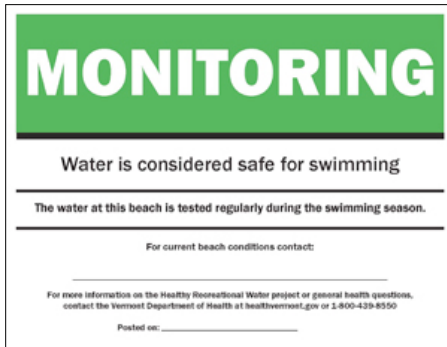 MONITORING
Water is considered safe for swimming
The water at this beach is tested regularly during the swimming season.
For current beach conditions contact:
For more information on the Healthy Recreational Water project or general health questions,
contact the Vermont Department of Health at healthvermont.gov or 1-800-439-8550
Posted on: